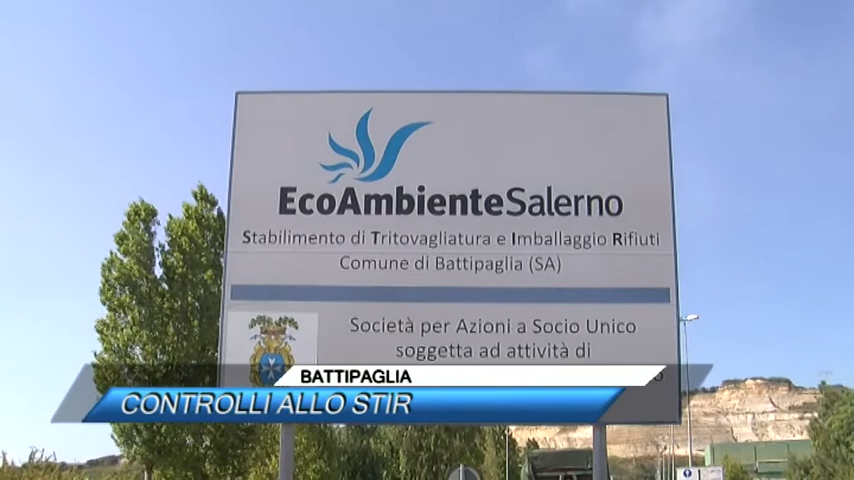 EcoAmbienteSalerno
Stabilimento di Tritovagliatura e Imballaggio Rifiuti
Comune di Battipaglia (SA)
Società per Azioni a Socio Unico
soggetta ad attività di
BATTIPAGLIA
CONTROLLI ALLO STIR